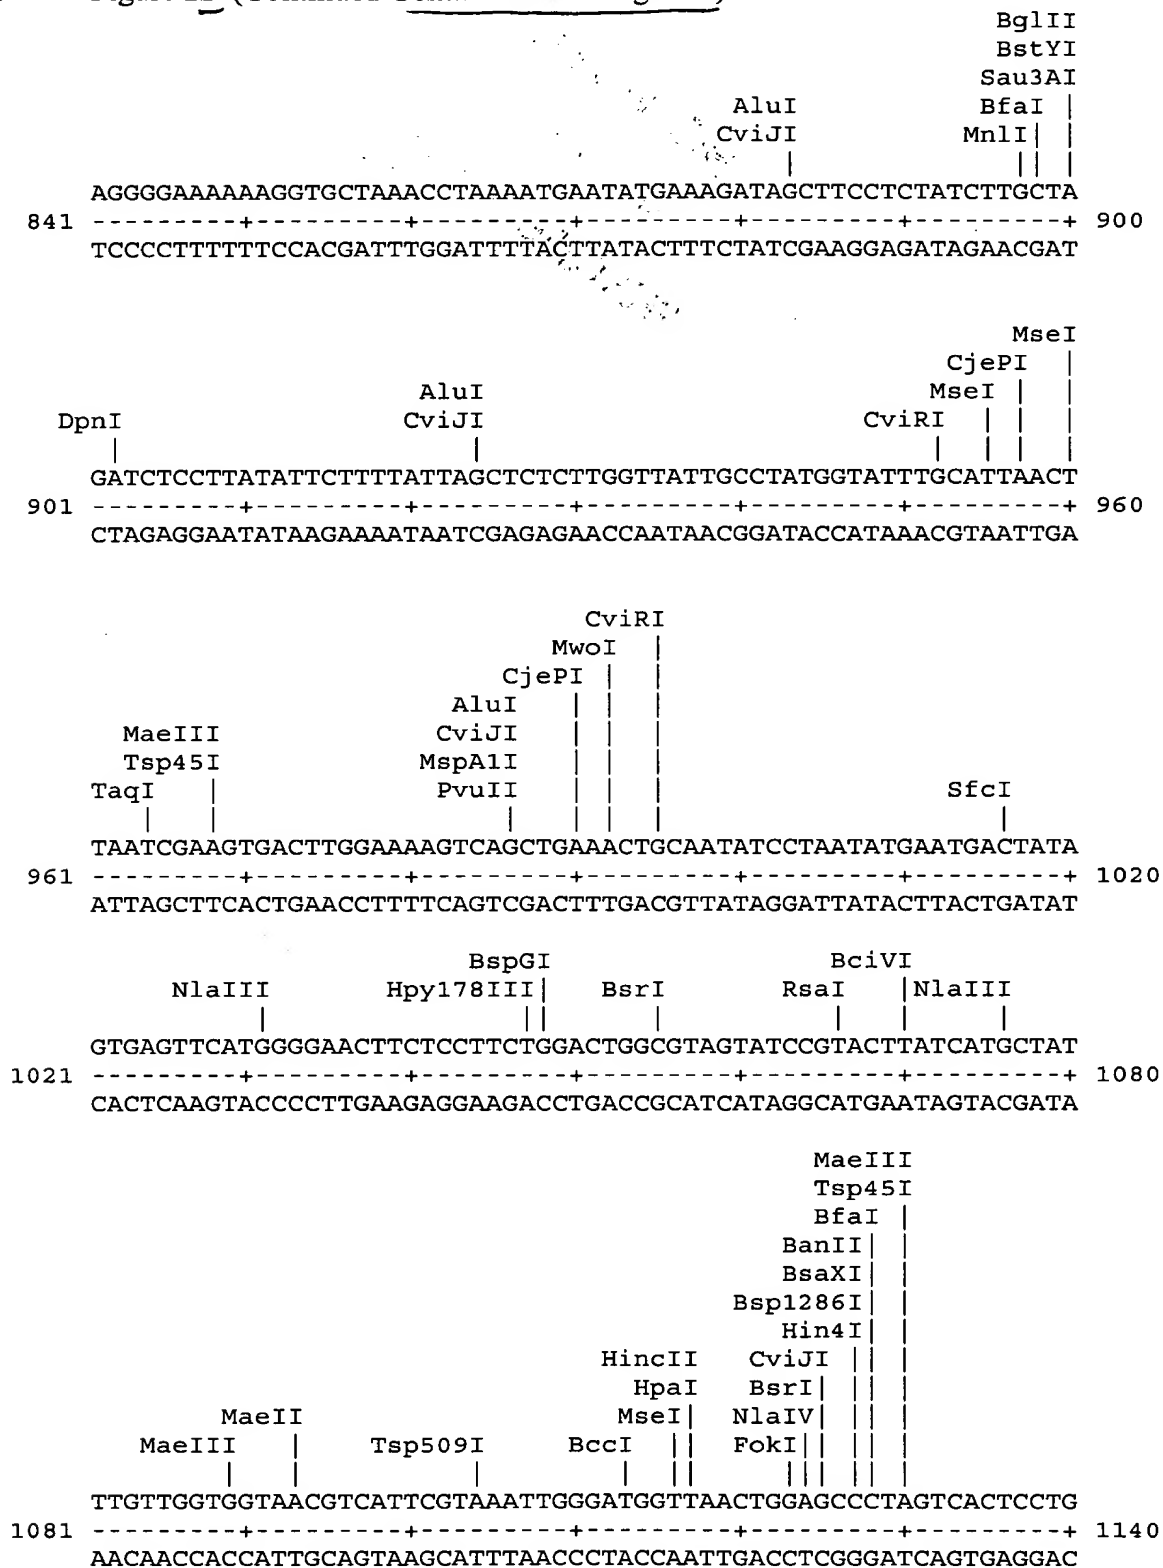 BglII
BstYI
Sau3AI
AluI BfaI |
CviJI MnlI| |
| || |
AGGGGAAAAAAGGTGCTAAACCTAAAATGAATATGAAAGATAGCTTCCTCTATCTTGCTA
841 ---------+---------+---------+---------+---------+---------+ 900
TCCCCTTTTTTCCACGATTTGGATTTTACTTATACTTTCTATCGAAGGAGATAGAACGAT
MseI
CjePI |
AluI MseI | |
DpnI CviJI CviRI | | |
| | | | | |
GATCTCCTTATATTCTTTTATTAGCTCTCTTGGTTATTGCCTATGGTATTTGCATTAACT
901 ---------+---------+---------+---------+---------+---------+ 960
CTAGAGGAATATAAGAAAATAATCGAGAGAACCAATAACGGATACCATAAACGTAATTGA
CviRI
MwoI |
CjePI | |
AluI | | |
MaeIII CviJI | | |
Tsp45I MspA1I | | |
TaqI | PvuII | | | SfcI
| | | | | | |
TAATCGAAGTGACTTGGAAAAGTCAGCTGAAACTGCAATATCCTAATATGAATGACTATA
961 ---------+---------+---------+---------+---------+---------+ 1020
ATTAGCTTCACTGAACCTTTTCAGTCGACTTTGACGTTATAGGATTATACTTACTGATAT
BspGI BciVI
NlaIII Hpy178III| BsrI RsaI |NlaIII
| || | | | |
GTGAGTTCATGGGGAACTTCTCCTTCTGGACTGGCGTAGTATCCGTACTTATCATGCTAT
1021 ---------+---------+---------+---------+---------+---------+ 1080
CACTCAAGTACCCCTTGAAGAGGAAGACCTGACCGCATCATAGGCATGAATAGTACGATA
MaeIII
Tsp45I
BfaI |
BanII| |
BsaXI| |
Bsp1286I| |
Hin4I| |
HincII CviJI || |
HpaI BsrI| || |
MaeII MseI| NlaIV| || |
MaeIII | Tsp509I BccI || FokI|| || |
| | | | || ||| || |
TTGTTGGTGGTAACGTCATTCGTAAATTGGGATGGTTAACTGGAGCCCTAGTCACTCCTG
1081 ---------+---------+---------+---------+---------+---------+ 1140
AACAACCACCATTGCAGTAAGCATTTAACCCTACCAATTGACCTCGGGATCAGTGAGGAC